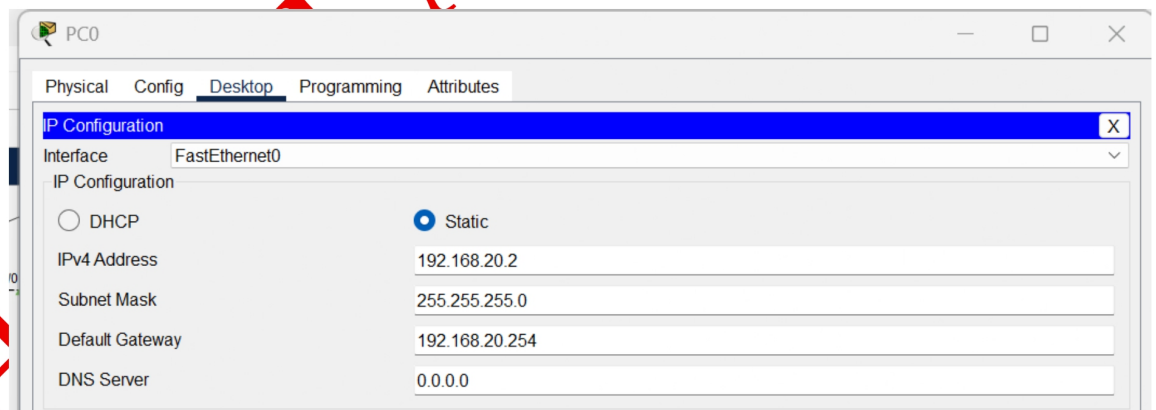 PC0
Physical Config Desktop Programming Attributes
IP Configuration X
Interface FastEthernet0
IP Configuration
DHCP Static
IPv4 Address 192.168.20.2
Subnet Mask 255.255.255.0
Default Gateway 192.168.20.254
DNS Server 0.0.0.0